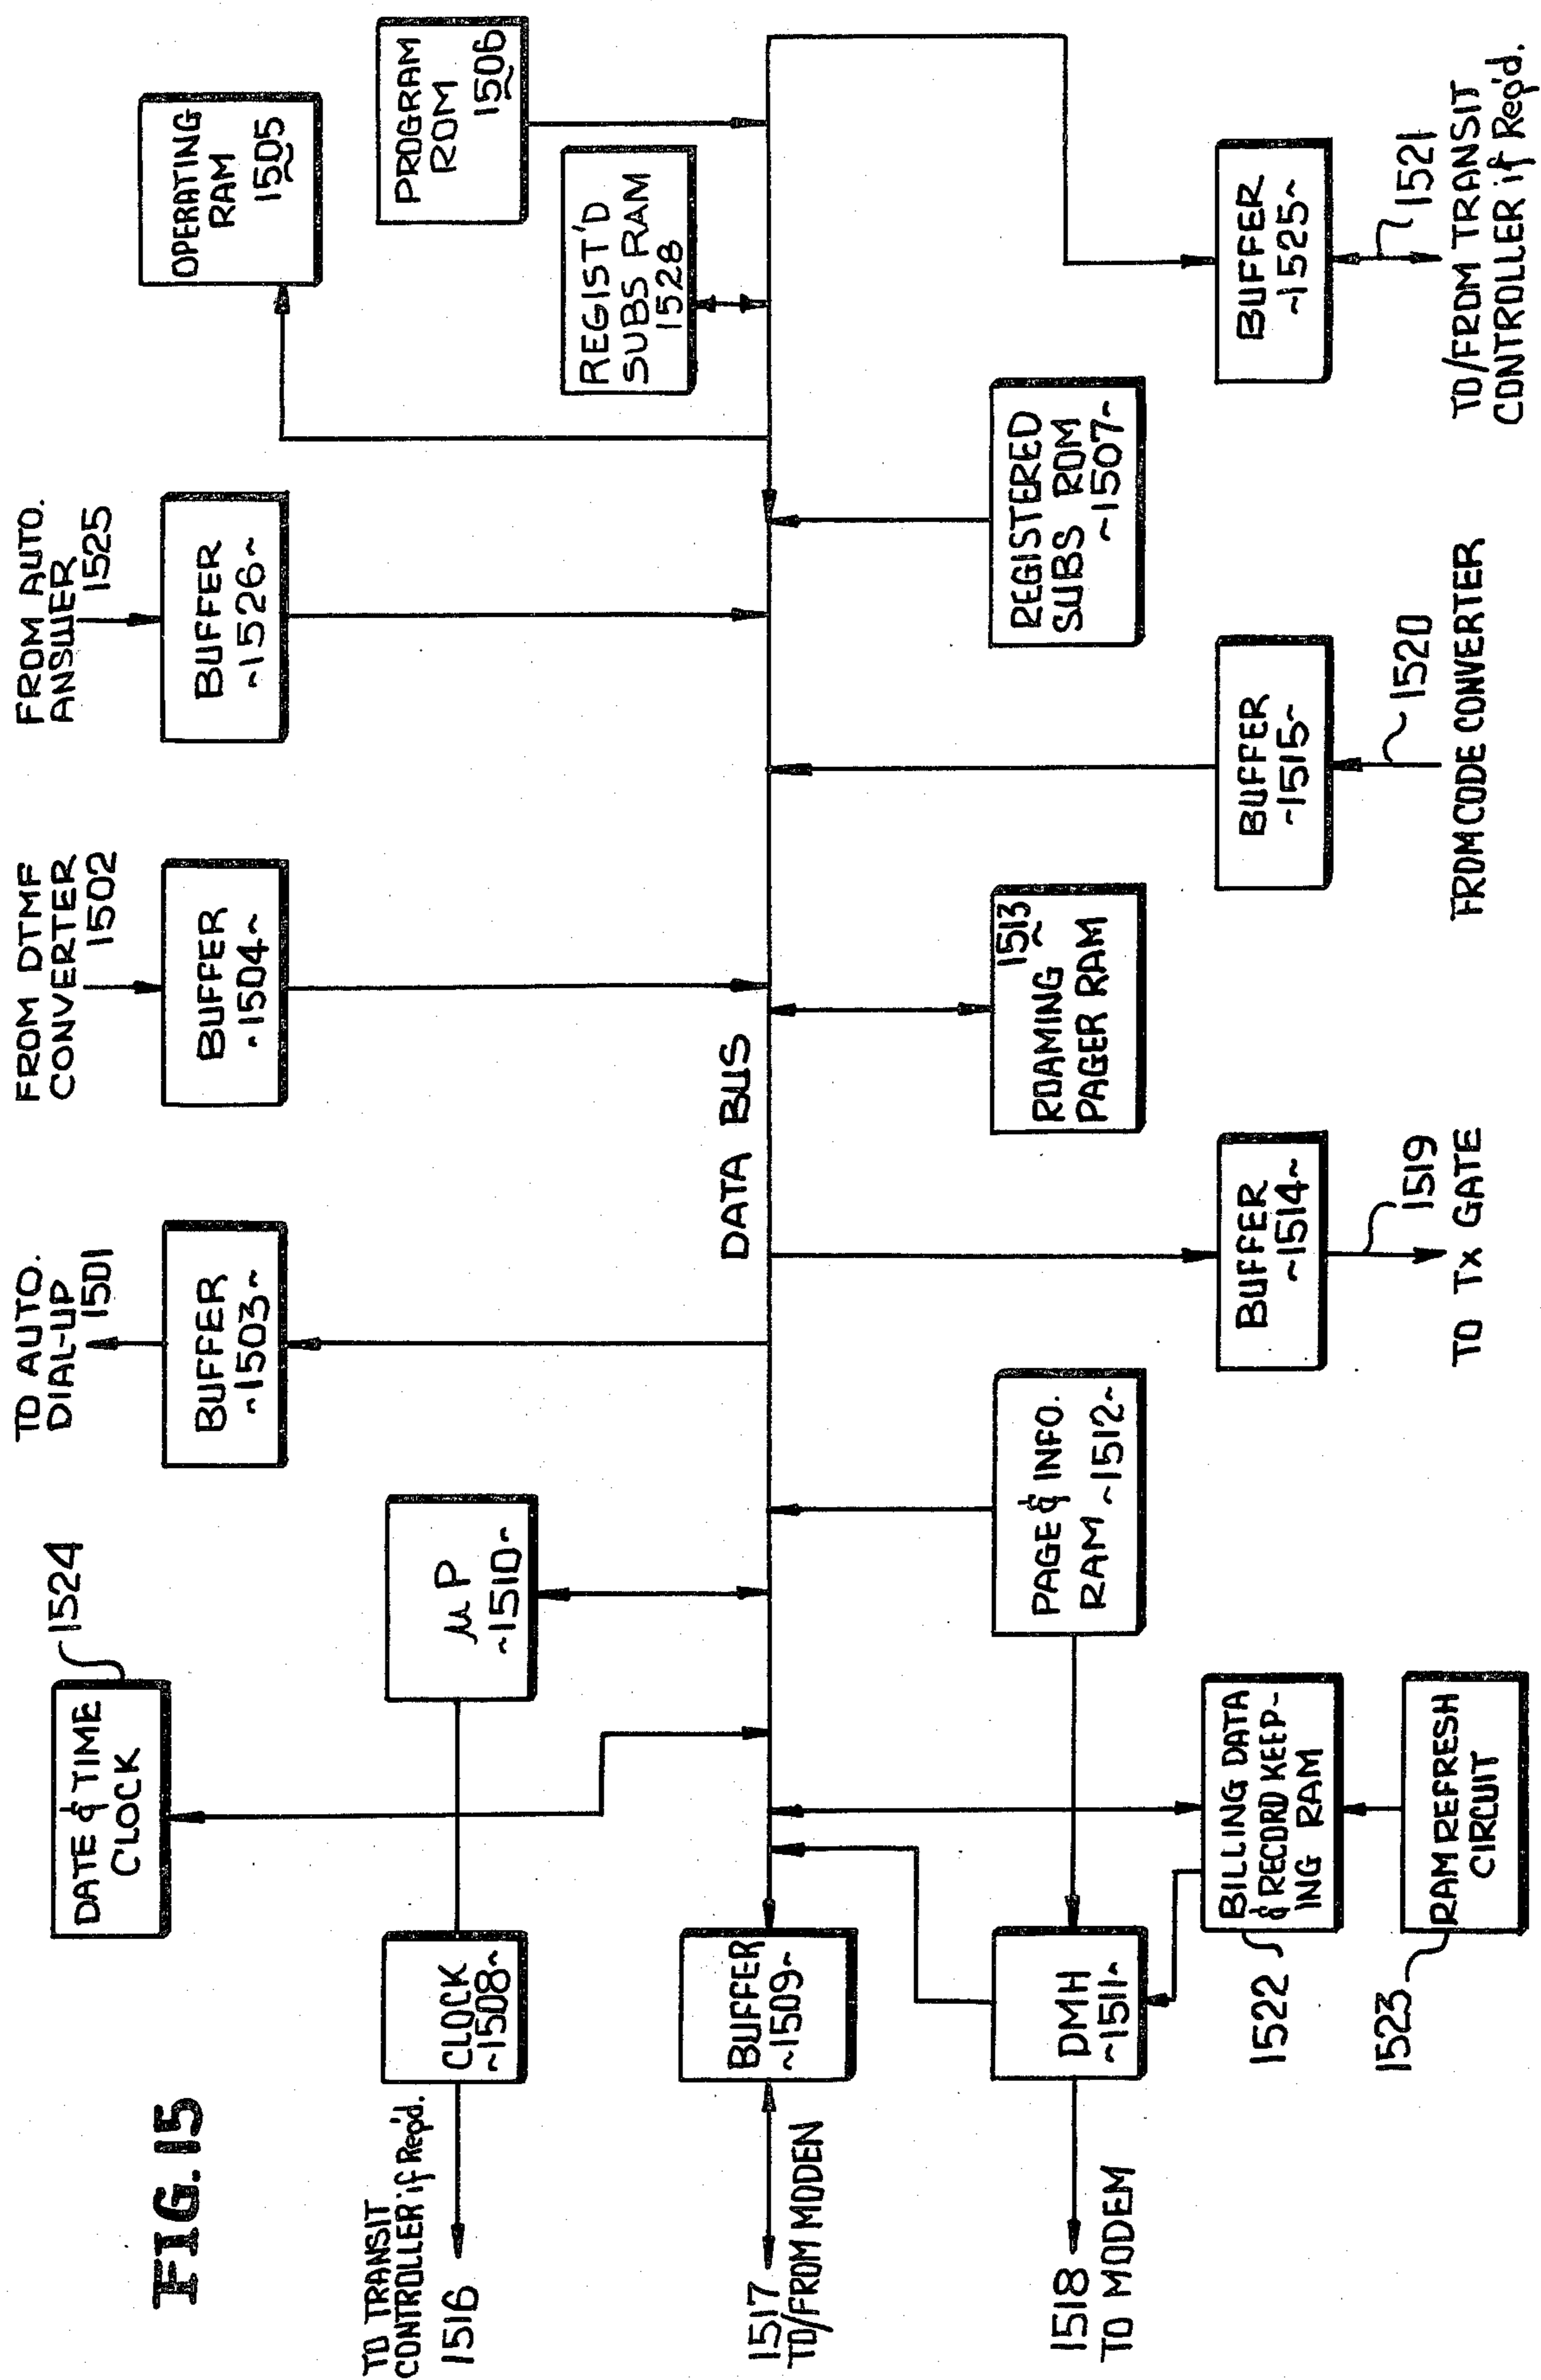 FIG. 15
DATE & TIME
CLOCK
1524
TO AUTO.
DIAL-UP
1501
BUFFER
~1503~
FROM DTMF
CONVERTER
1502
BUFFER
~1504~
FROM AUTO.
ANSWER
1525
BUFFER
~1526~
OPERATING
RAM
1505
PROGRAM
ROM
1506
REGIST'D
SUBS RAM
1528
TO TRANSIT
CONTROLLER if Req'd.
1516
CLOCK
~1508~
μP
~1510~
1517
TO/FROM MODEN
BUFFER
~1509~
DATA BUS
1518
TO MODEM
DMH
~1511~
PAGE & INFO.
RAM ~1512~
1513
ROAMING
PAGER RAM
REGISTERED
SUBS ROM
~1507~
1522
BILLING DATA
& RECORD KEEP-
ING RAM
1523
RAM REFRESH
CIRCUIT
BUFFER
~1514~
1519
TO Tx GATE
BUFFER
~1515~
1520
FROM CODE CONVERTER
BUFFER
~1525~
1521
TO/FROM TRANSIT
CONTROLLER if Req'd.